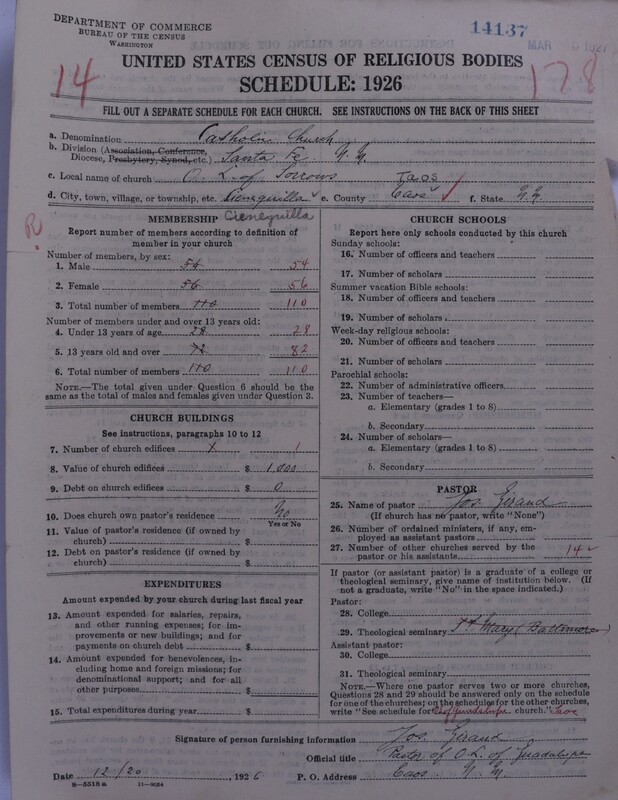 DEPARTMENT OF COMMERCE
BUREAU OF THE CENSUS
WASHINGTON
14137
MAR 1927
UNITED STATES CENSUS OF RELIGIOUS BODIES
14
178
SCHEDULE: 1926
FILL OUT A SEPARATE SCHEDULE FOR EACH CHURCH. SEE INSTRUCTIONS ON THE BACK OF THIS SHEET
a. Denomination Catholic Church
b. Division (Association, Conference, Diocese, Presbytery, Synod, etc.) Santa Fe N. M.
c. Local name of church O. L. of Sorrows Taos
d. City, town, village, or township, etc. Cieneguilla e. County Taos f. State N. M.
R
MEMBERSHIP Cieneguilla
Report number of members according to definition of
member in your church
Number of members, by sex:
1. Male 54 54
2. Female 56 56
3. Total number of members 110 110
Number of members under and over 13 years old:
4. Under 13 years of age 28 28
5. 13 years old and over 72 82
6. Total number of members 110 110
NOTE.—The total given under Question 6 should be the
same as the total of males and females given under Question 3.
CHURCH BUILDINGS
See instructions, paragraphs 10 to 12
7. Number of church edifices 1 1
8. Value of church edifices $ 1,000
9. Debt on church edifices $ 0
10. Does church own pastor's residence No
Yes or No
11. Value of pastor's residence (if owned by
church) $
12. Debt on pastor's residence (if owned by
church) $
EXPENDITURES
Amount expended by your church during last fiscal year
13. Amount expended for salaries, repairs,
and other running expenses; for im-
provements or new buildings; and for
payments on church debt $
14. Amount expended for benevolences, in-
cluding home and foreign missions; for
denominational support; and for all
other purposes $
15. Total expenditures during year $
CHURCH SCHOOLS
Report here only schools conducted by this church
Sunday schools:
16. Number of officers and teachers
17. Number of scholars
Summer vacation Bible schools:
18. Number of officers and teachers
19. Number of scholars
Week-day religious schools:
20. Number of officers and teachers
21. Number of scholars
Parochial schools:
22. Number of administrative officers
23. Number of teachers—
a. Elementary (grades 1 to 8)
b. Secondary
24. Number of scholars—
a. Elementary (grades 1 to 8)
b. Secondary
PASTOR
25. Name of pastor Jos. Giraud
(If church has no pastor, write "None")
26. Number of ordained ministers, if any, em-
ployed as assistant pastors
27. Number of other churches served by the
pastor or his assistants 14
If pastor (or assistant pastor) is a graduate of a college or
theological seminary, give name of institution below. (If
not a graduate, write "No" in the space indicated.)
Pastor:
28. College
29. Theological seminary St Mary (Baltimore)
Assistant pastor:
30. College
31. Theological seminary
NOTE.—Where one pastor serves two or more churches,
Questions 28 and 29 should be answered only on the schedule
for one of the churches; on the schedules for the other churches,
write "See schedule for Guadalupe church." Taos
Signature of person furnishing information Jos. Giraud
Official title Pastor of O. L. of Guadalupe
Date 12/20, 1926 P. O. Address Taos N. M.
8—5518a 11—9684